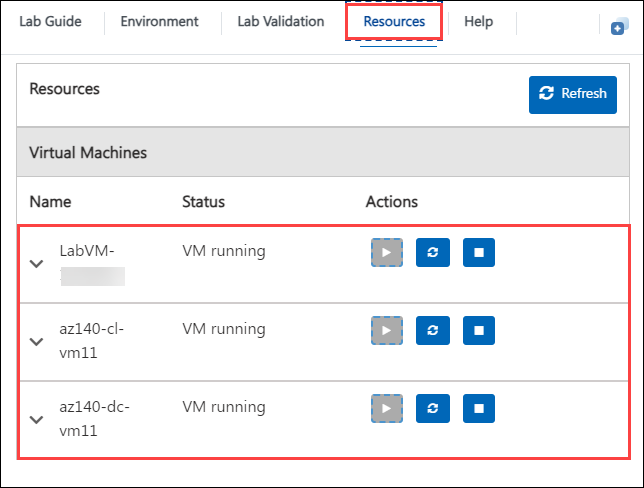 Lab Guide Environment Lab Validation Resources Help
Resources Refresh
Virtual Machines
Name Status Actions
LabVM- VM running
az140-cl- VM running
vm11
az140-dc- VM running
vm11